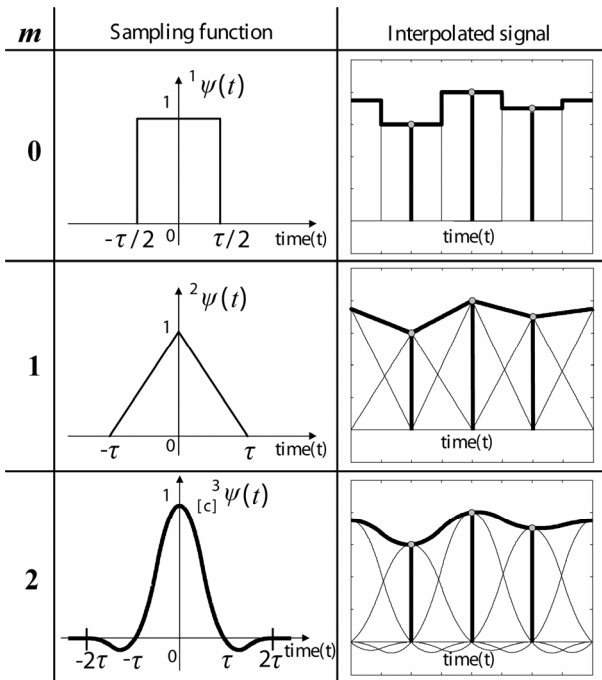 m Sampling function Interpolated signal
0
¹ψ(t)
1
-τ/2 0 τ/2 time(t)
time(t)
1
²ψ(t)
1
-τ 0 τ time(t)
time(t)
2
[c]³ψ(t)
1
-2τ -τ 0 τ 2τ time(t)
time(t)